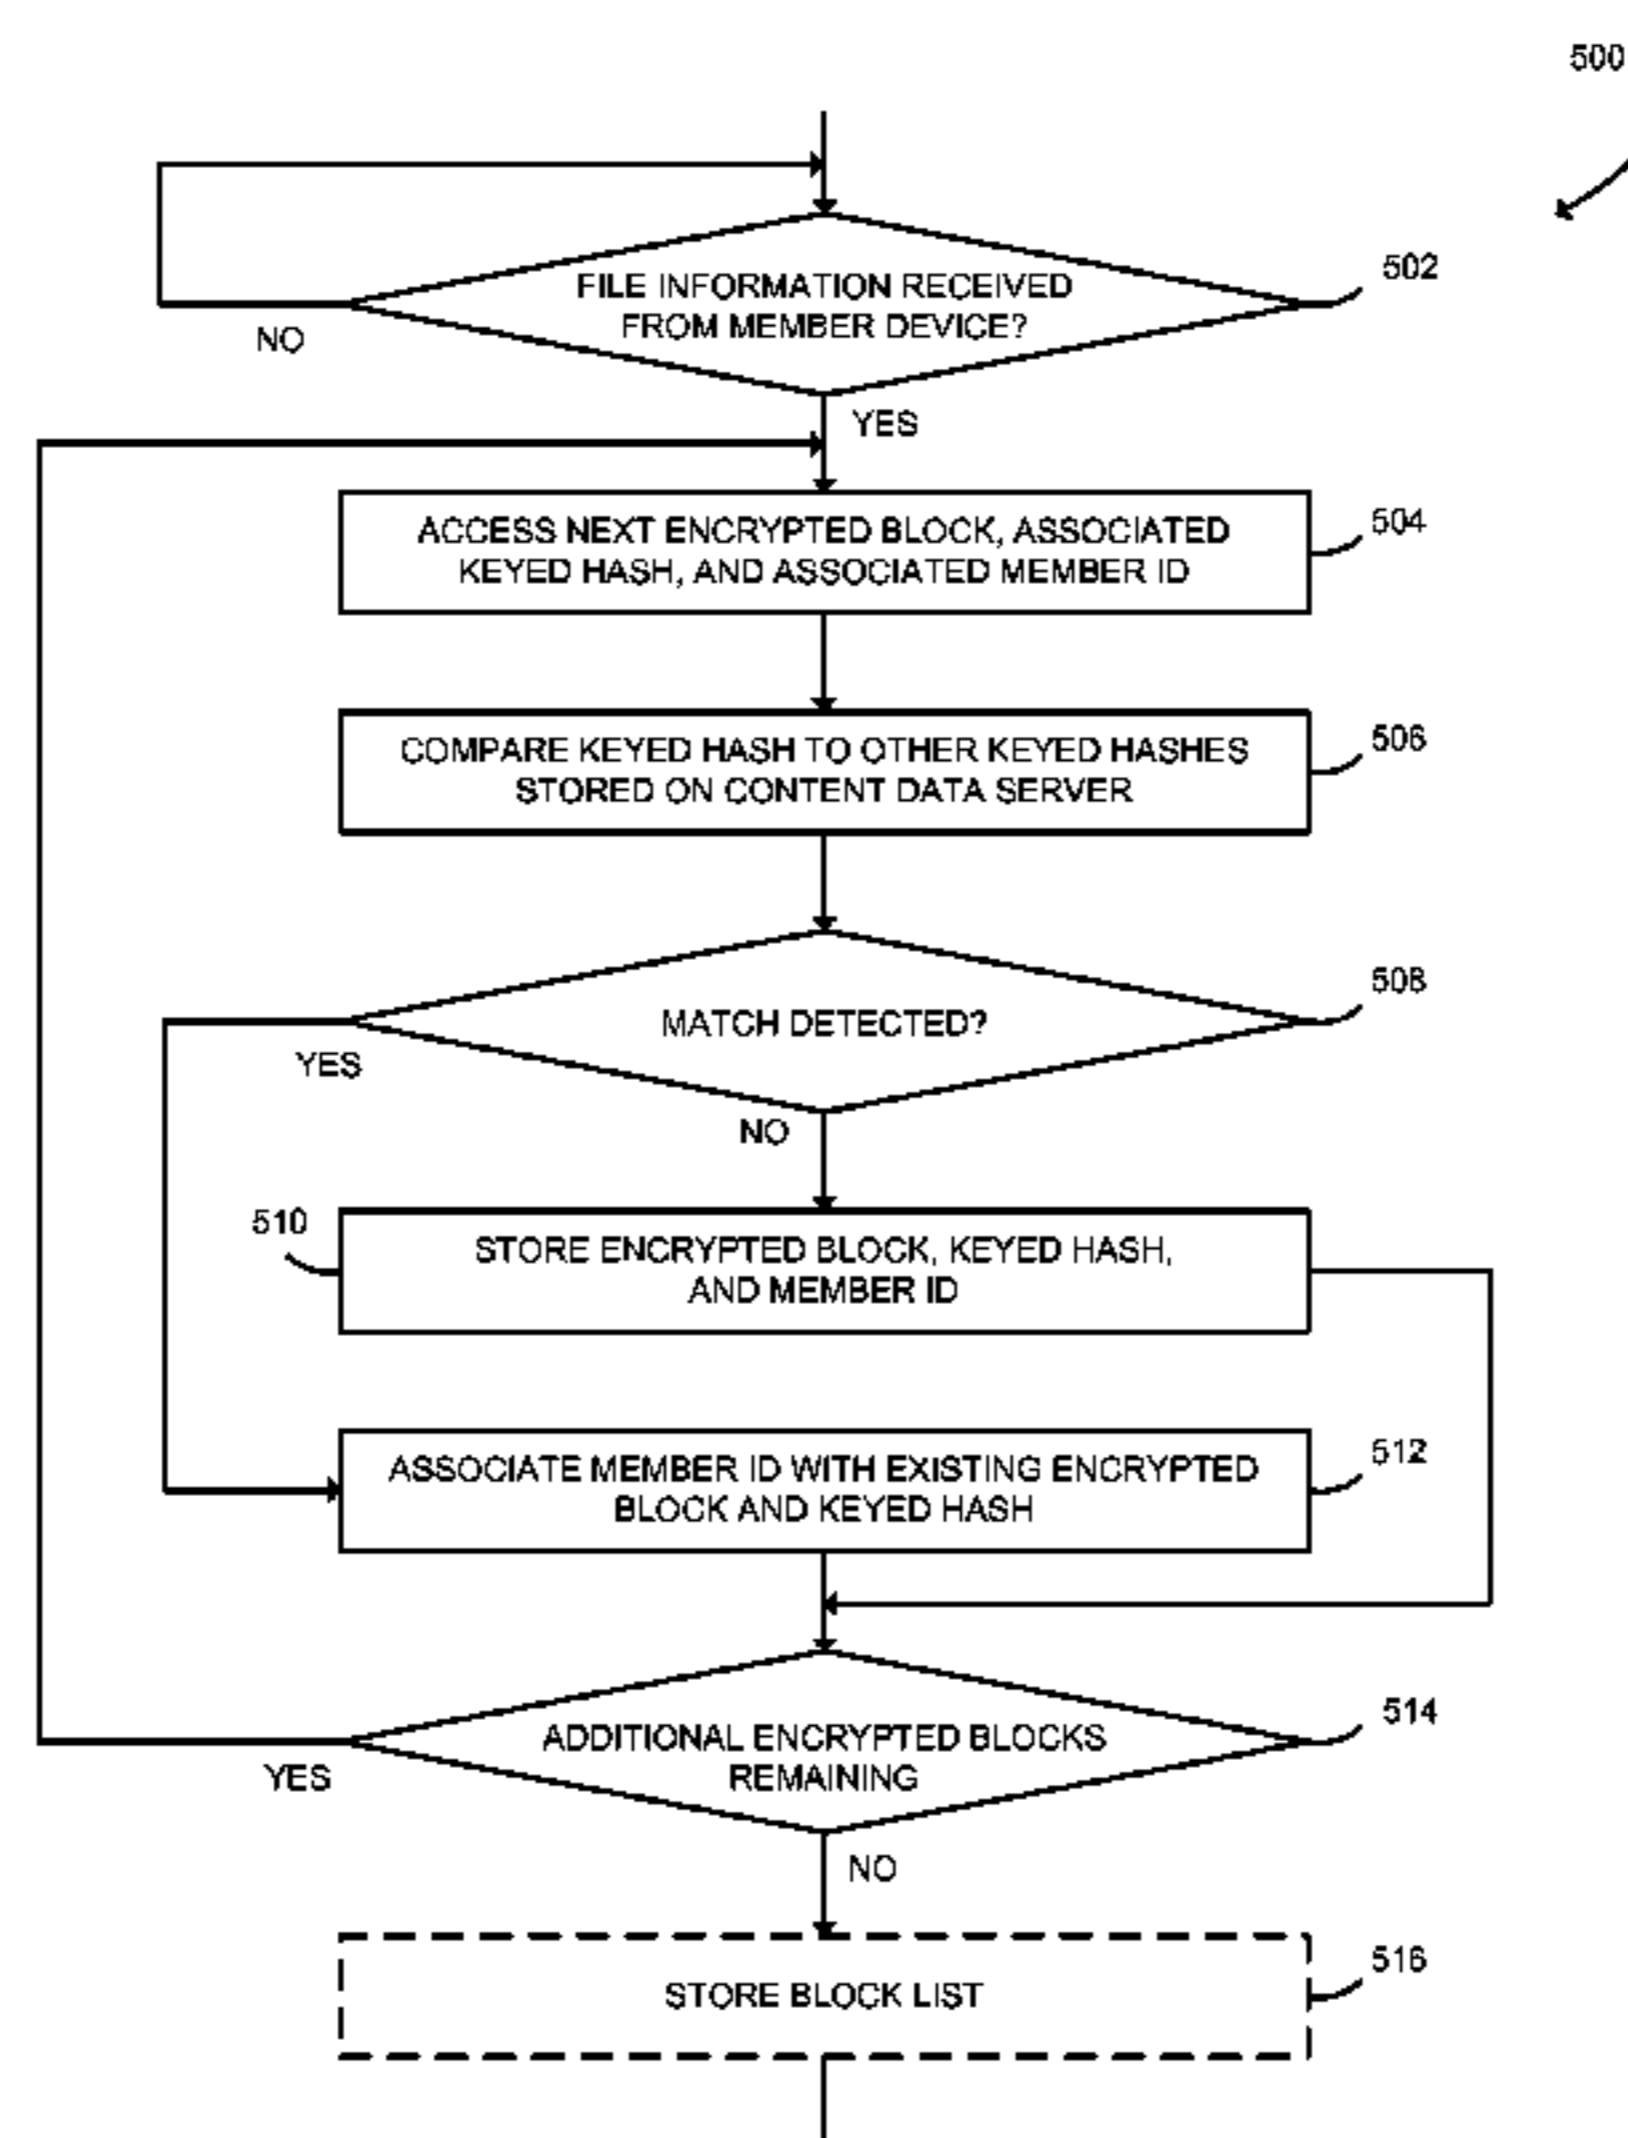 500
FILE INFORMATION RECEIVED
FROM MEMBER DEVICE?
502
NO
YES
ACCESS NEXT ENCRYPTED BLOCK, ASSOCIATED
KEYED HASH, AND ASSOCIATED MEMBER ID
504
COMPARE KEYED HASH TO OTHER KEYED HASHES
STORED ON CONTENT DATA SERVER
506
MATCH DETECTED?
508
YES
NO
510
STORE ENCRYPTED BLOCK, KEYED HASH,
AND MEMBER ID
ASSOCIATE MEMBER ID WITH EXISTING ENCRYPTED
BLOCK AND KEYED HASH
512
ADDITIONAL ENCRYPTED BLOCKS
REMAINING
514
YES
NO
STORE BLOCK LIST
516